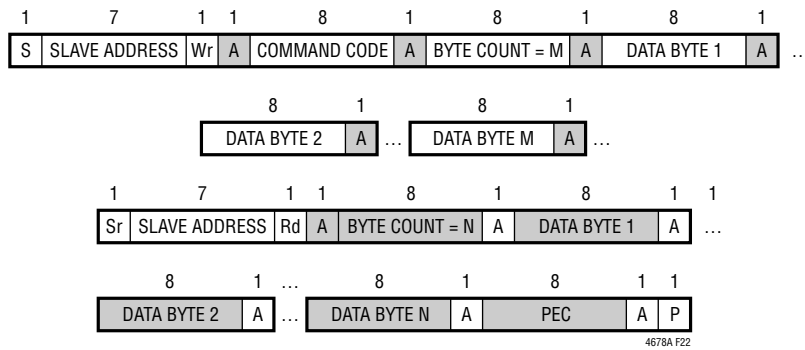 1 7 1 1 8 1 8 1 8 1
S SLAVE ADDRESS Wr A COMMAND CODE A BYTE COUNT = M A DATA BYTE 1 A …
8 1 8 1
DATA BYTE 2 A … DATA BYTE M A …
1 7 1 1 8 1 8 1 1
Sr SLAVE ADDRESS Rd A BYTE COUNT = N A DATA BYTE 1 A …
8 1 … 8 1 8 1 1
DATA BYTE 2 A … DATA BYTE N A PEC A P
4678A F22